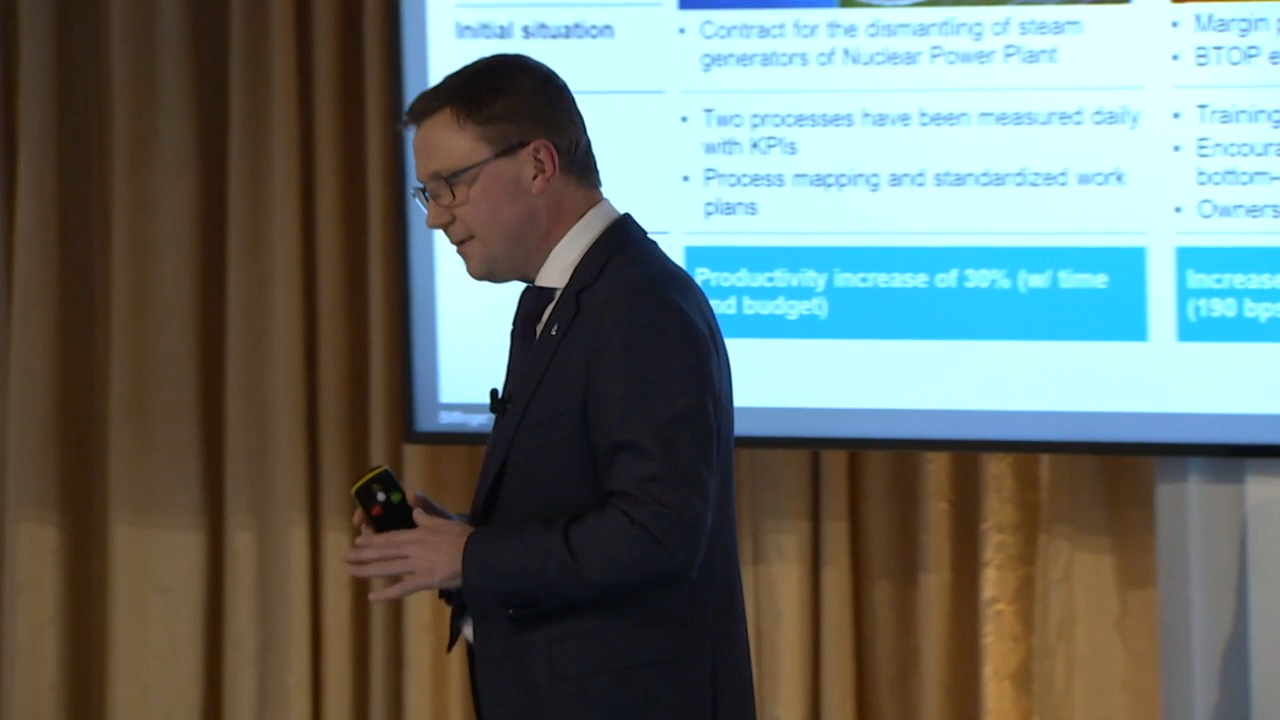 Initial situation
• Contract for the dismantling of steam
generators of Nuclear Power Plant
• Two processes have been measured daily
with KPIs
• Process mapping and standardized work
plans
Productivity increase of 30% (w/ time
nd budget)
• Margin
• BTOP e
• Training
• Encoura
bottom-
• Owners
Increase
(190 bps
Bilfinger